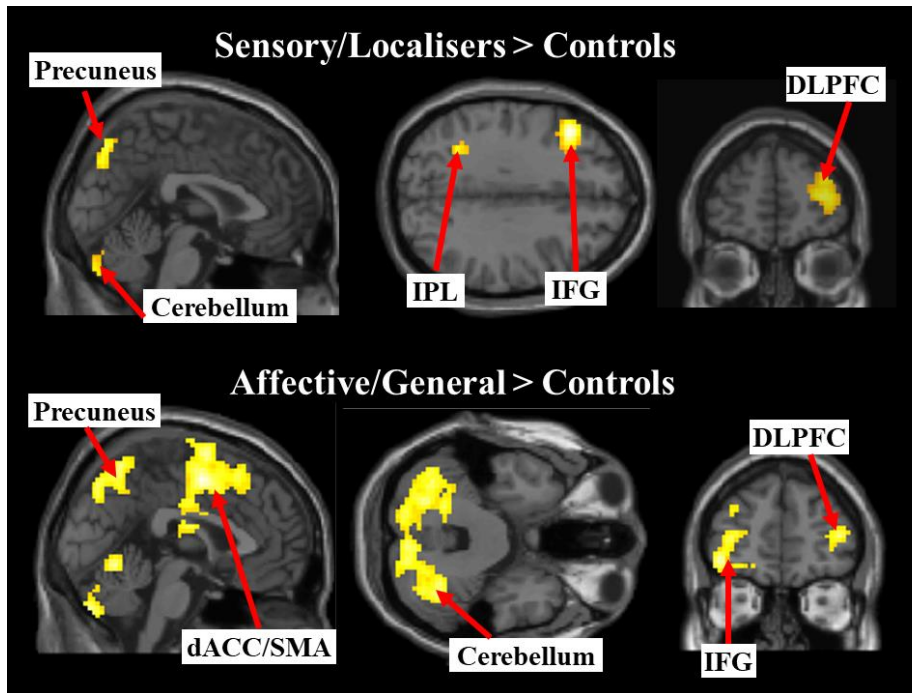 Sensory/Localisers > Controls
Precuneus
DLPFC
IPL
IFG
Cerebellum
Affective/General > Controls
Precuneus
DLPFC
dACC/SMA
Cerebellum
IFG